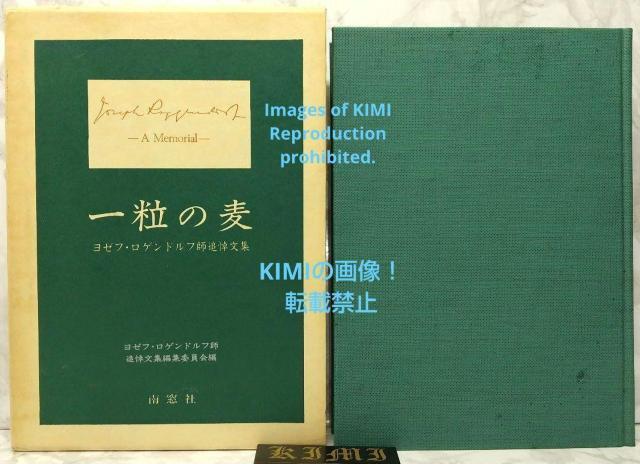 Joseph Roggendorf
—A Memorial—
一粒の麦
ヨゼフ・ロゲンドルフ師追悼文集
ヨゼフ・ロゲンドルフ師
追悼文集編集委員会編
南窓社
Images of KIMI
Reproduction
prohibited.
KIMIの画像！
転載禁止
KIMI